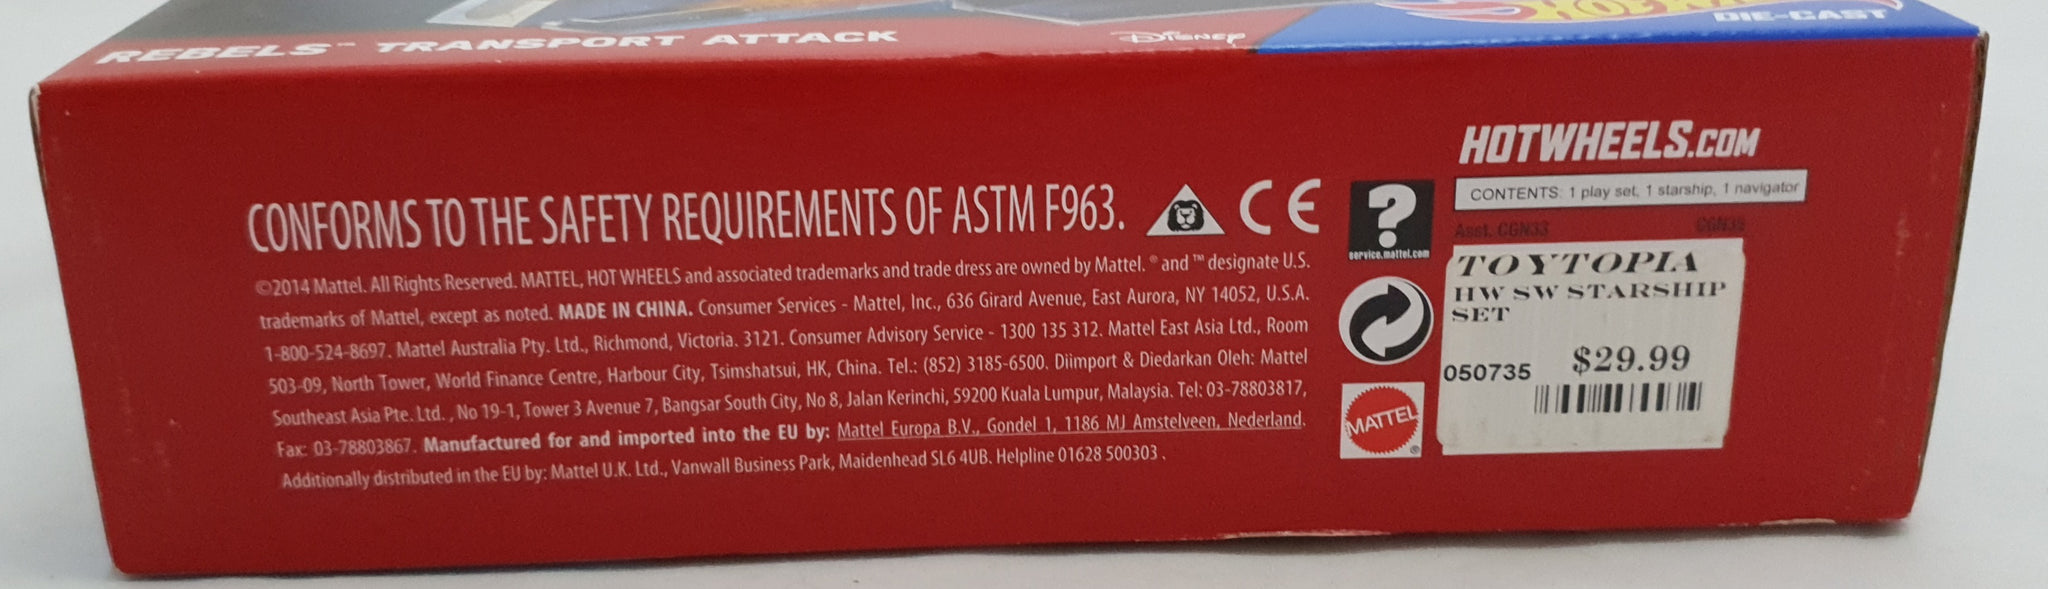 REBELS™ TRANSPORT ATTACK
Disney
DIE-CAST
HOTWHEELS.COM
CONTENTS: 1 play set, 1 starship, 1 navigator
Asst. CGN33
CONFORMS TO THE SAFETY REQUIREMENTS OF ASTM F963.
CE
?
service.mattel.com
©2014 Mattel. All Rights Reserved. MATTEL, HOT WHEELS and associated trademarks and trade dress are owned by Mattel. ® and ™ designate U.S.
trademarks of Mattel, except as noted. MADE IN CHINA. Consumer Services - Mattel, Inc., 636 Girard Avenue, East Aurora, NY 14052, U.S.A.
1-800-524-8697. Mattel Australia Pty. Ltd., Richmond, Victoria. 3121. Consumer Advisory Service - 1300 135 312. Mattel East Asia Ltd., Room
503-09, North Tower, World Finance Centre, Harbour City, Tsimshatsui, HK, China. Tel.: (852) 3185-6500. Diimport & Diedarkan Oleh: Mattel
Southeast Asia Pte. Ltd. , No 19-1, Tower 3 Avenue 7, Bangsar South City, No 8, Jalan Kerinchi, 59200 Kuala Lumpur, Malaysia. Tel: 03-78803817,
Fax: 03-78803867. Manufactured for and imported into the EU by: Mattel Europa B.V., Gondel 1, 1186 MJ Amstelveen, Nederland.
Additionally distributed in the EU by: Mattel U.K. Ltd., Vanwall Business Park, Maidenhead SL6 4UB. Helpline 01628 500303 .
MATTEL®
TOYTOPIA
HW SW STARSHIP
SET
$29.99
050735